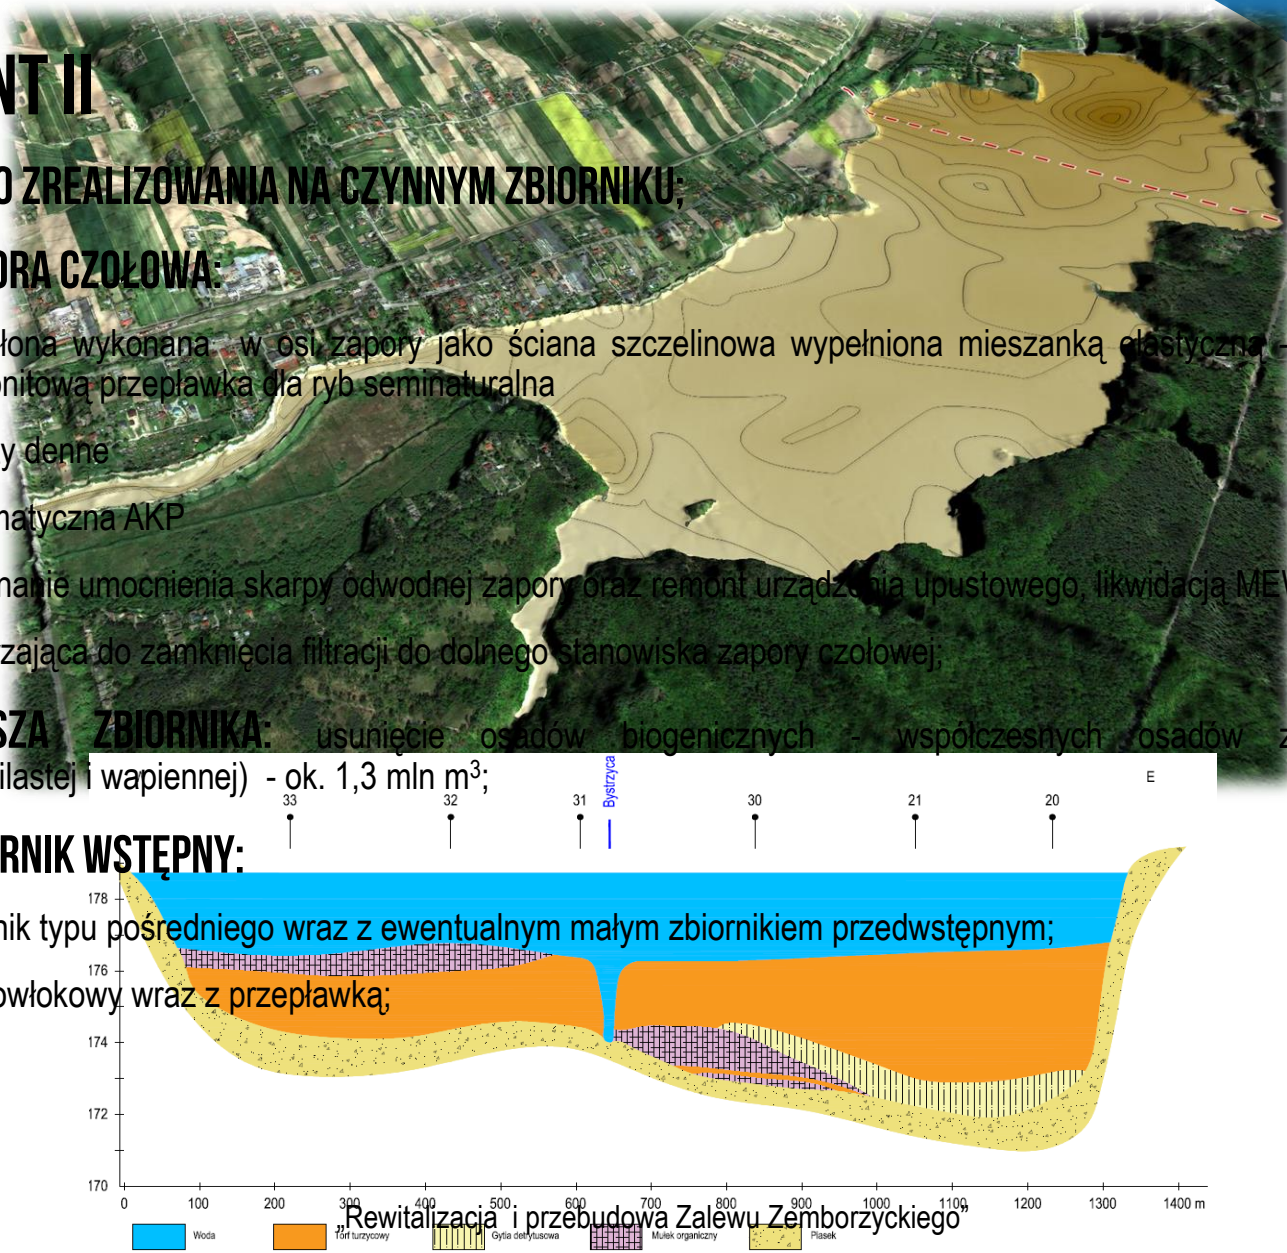 NT II
O ZREALIZOWANIA NA CZYNNYM ZBIORNIKU;
ORA CZOŁOWA:
łona wykonana w osi zapory jako ściana szczelinowa wypełniona mieszanką elastyczną -
onitową przepławka dla ryb seminaturalna
y denne
matyczna AKP
nanie umocnienia skarpy odwodnej zapory oraz remont urządzenia upustowego, likwidacją MEW
zająca do zamknięcia filtracji do dolnego stanowiska zapory czołowej;
SZA ZBIORNIKA: usunięcie osadów biogenicznych - współczesnych osadów z
ilastej i wapiennej) - ok. 1,3 mln m³;
33 32 31 Bystrzyca 30 21 20 E
RNIK WSTĘPNY:
178
nik typu pośredniego wraz z ewentualnym małym zbiornikiem przedwstępnym;
176
owłokowy wraz z przepławką;
174
172
170
0 100 200 300 400 500 600 700 800 900 1000 1100 1200 1300 1400 m
„Rewitalizacja i przebudowa Zalewu Zemborzyckiego”
Woda Torf turzycowy Gytia detrytusowa Mułek organiczny Piasek